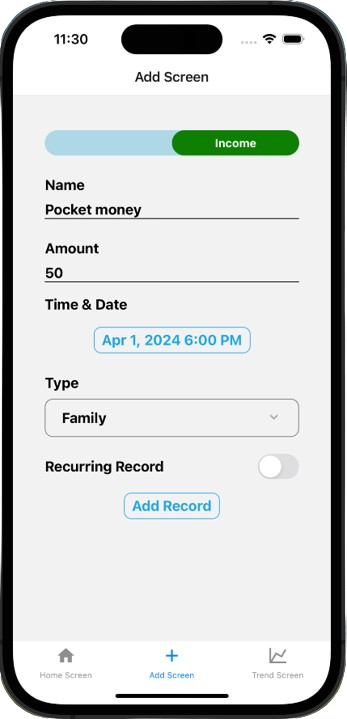 11:30
Add Screen
Income
Name
Pocket money
Amount
50
Time & Date
Apr 1, 2024 6:00 PM
Type
Family
Recurring Record
Add Record
Home Screen
Add Screen
Trend Screen